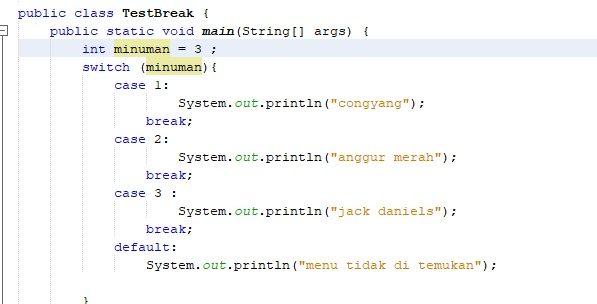 public class TestBreak {
public static void main(String[] args) {
int minuman = 3 ;
switch (minuman){
case 1:
System.out.println("congyang");
break;
case 2:
System.out.println("anggur merah");
break;
case 3 :
System.out.println("jack daniels");
break;
default:
System.out.println("menu tidak di temukan");
}